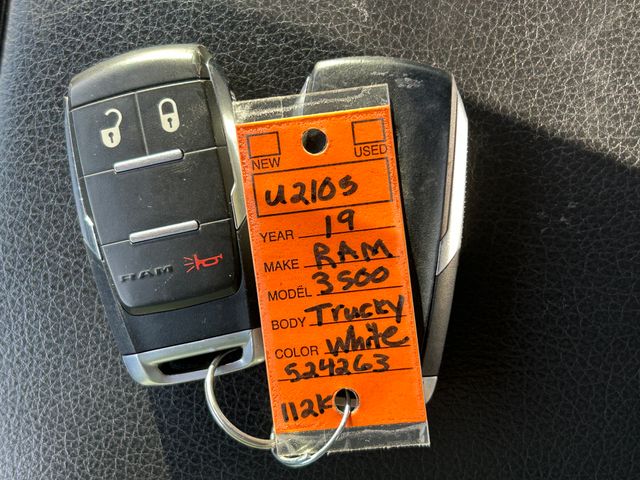 NEW USED
U2105
YEAR 19
MAKE RAM
MODEL 3500
BODY Trucky
COLOR White
524263
112K
RAM